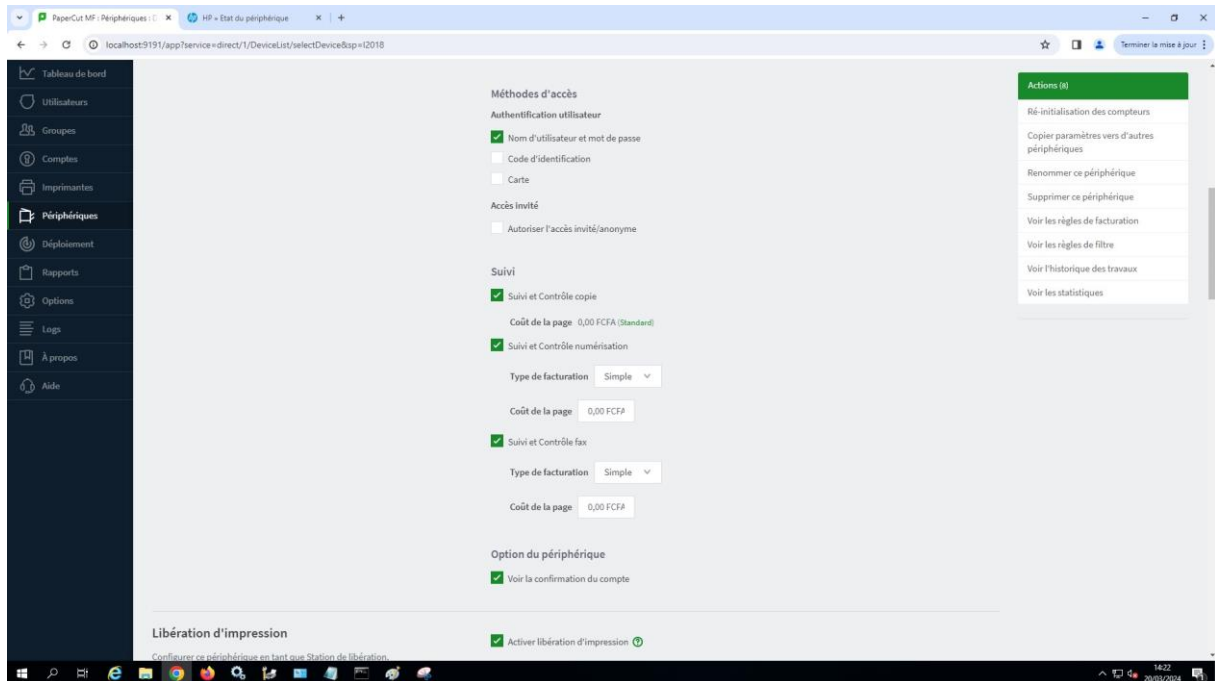 PaperCut MF : Périphériques : D
HP - Etat du périphérique
localhost:9191/app?service=direct/1/DeviceList/selectDevice&sp=l2018
Terminer la mise à jour
Tableau de bord
Utilisateurs
Groupes
Comptes
Imprimantes
Périphériques
Déploiement
Rapports
Options
Logs
À propos
Aide
Méthodes d'accès
Authentification utilisateur
Nom d'utilisateur et mot de passe
Code d'identification
Carte
Accès invité
Autoriser l'accès invité/anonyme
Suivi
Suivi et Contrôle copie
Coût de la page 0,00 FCFA (Standard)
Suivi et Contrôle numérisation
Type de facturation Simple
Coût de la page 0,00 FCFA
Suivi et Contrôle fax
Type de facturation Simple
Coût de la page 0,00 FCFA
Option du périphérique
Voir la confirmation du compte
Libération d'impression
Activer libération d'impression
Configurer ce périphérique en tant que Station de libération.
Actions (8)
Ré-initialisation des compteurs
Copier paramètres vers d'autres
périphériques
Renommer ce périphérique
Supprimer ce périphérique
Voir les règles de facturation
Voir les règles de filtre
Voir l'historique des travaux
Voir les statistiques
14:22
20/03/2024